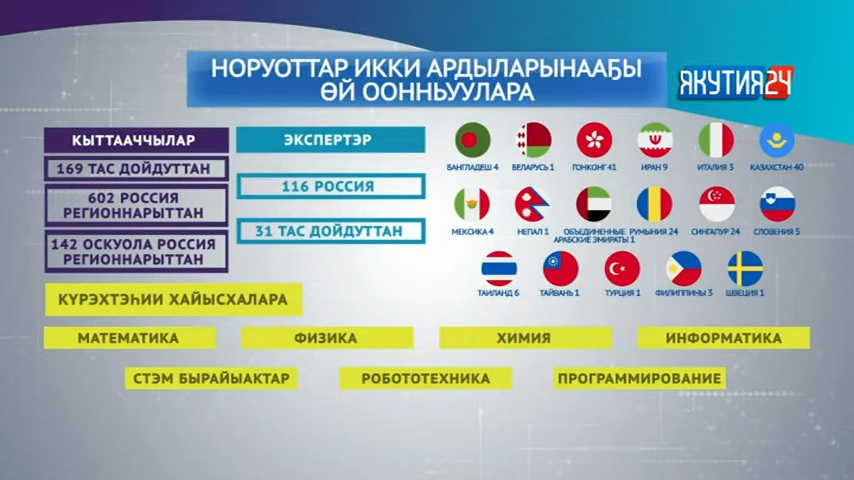 НОРУОТТАР ИККИ АРДЫЛАРЫНААҔЫ
ӨЙ ООННЬУУЛАРА
ЯКУТИЯ24
КЫТТААЧЧЫЛАР
169 ТАС ДОЙДУТТАН
602 РОССИЯ
РЕГИОННАРЫТТАН
142 ОСКУОЛА РОССИЯ
РЕГИОННАРЫТТАН
ЭКСПЕРТЭР
116 РОССИЯ
31 ТАС ДОЙДУТТАН
БАНГЛАДЕШ 4
БЕЛАРУСЬ 1
ГОНКОНГ 41
ИРАН 9
ИТАЛИЯ 3
КАЗАХСТАН 40
МЕКСИКА 4
НЕПАЛ 1
ОБЪЕДИНЕННЫЕ
АРАБСКИЕ ЭМИРАТЫ 1
РУМЫНИЯ 24
СИНГАПУР 24
СЛОВЕНИЯ 5
ТАИЛАНД 6
ТАЙВАНЬ 1
ТУРЦИЯ 1
ФИЛИППИНЫ 3
ШВЕЦИЯ 1
КҮРЭХТЭҺИИ ХАЙЫСХАЛАРА
МАТЕМАТИКА
ФИЗИКА
ХИМИЯ
ИНФОРМАТИКА
СТЭМ БЫРАЙЫАКТАР
РОБОТОТЕХНИКА
ПРОГРАММИРОВАНИЕ